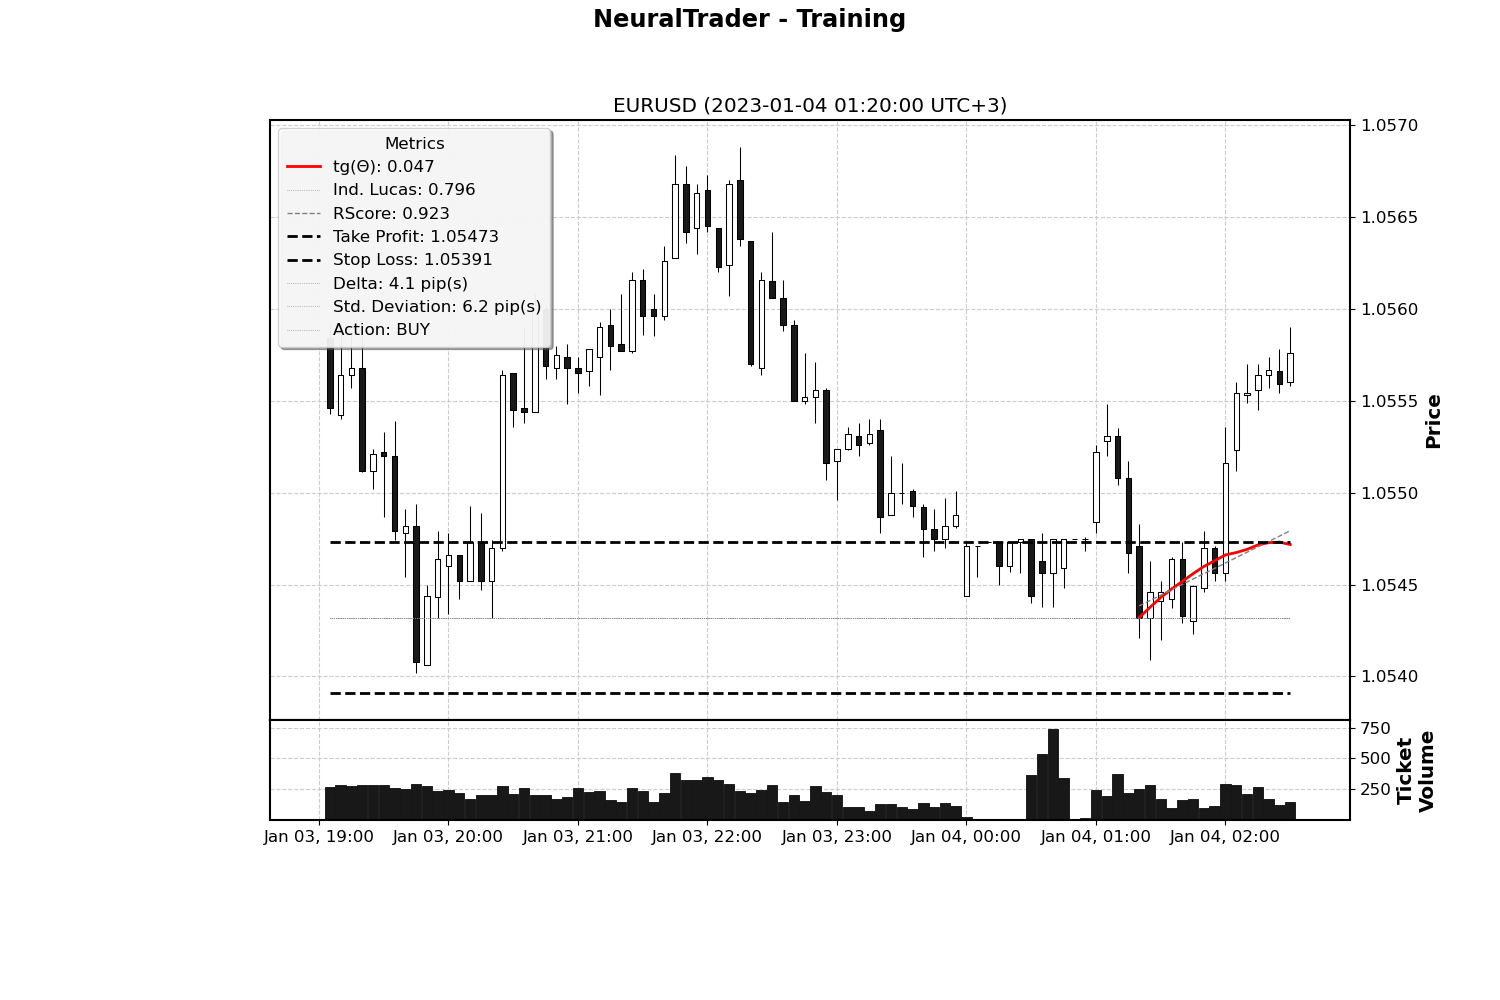 NeuralTrader - Training
EURUSD (2023-01-04 01:20:00 UTC+3)
Metrics
tg(Θ): 0.047
Ind. Lucas: 0.796
RScore: 0.923
Take Profit: 1.05473
Stop Loss: 1.05391
Delta: 4.1 pip(s)
Std. Deviation: 6.2 pip(s)
Action: BUY
1.0570
1.0565
1.0560
1.0555
1.0550
1.0545
1.0540
Price
750
500
250
Ticket
Volume
Jan 03, 19:00
Jan 03, 20:00
Jan 03, 21:00
Jan 03, 22:00
Jan 03, 23:00
Jan 04, 00:00
Jan 04, 01:00
Jan 04, 02:00